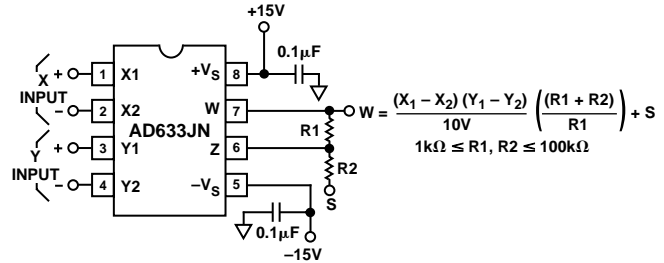 +15V
0.1µF
X
INPUT
Y
INPUT
+
–
+
–
1 X1
2 X2
3 Y1
4 Y2
AD633JN
+VS 8
W 7
Z 6
–VS 5
R1
R2
S
0.1µF
–15V
W = (X1 – X2) (Y1 – Y2) / 10V ((R1 + R2) / R1) + S
1kΩ ≤ R1, R2 ≤ 100kΩ